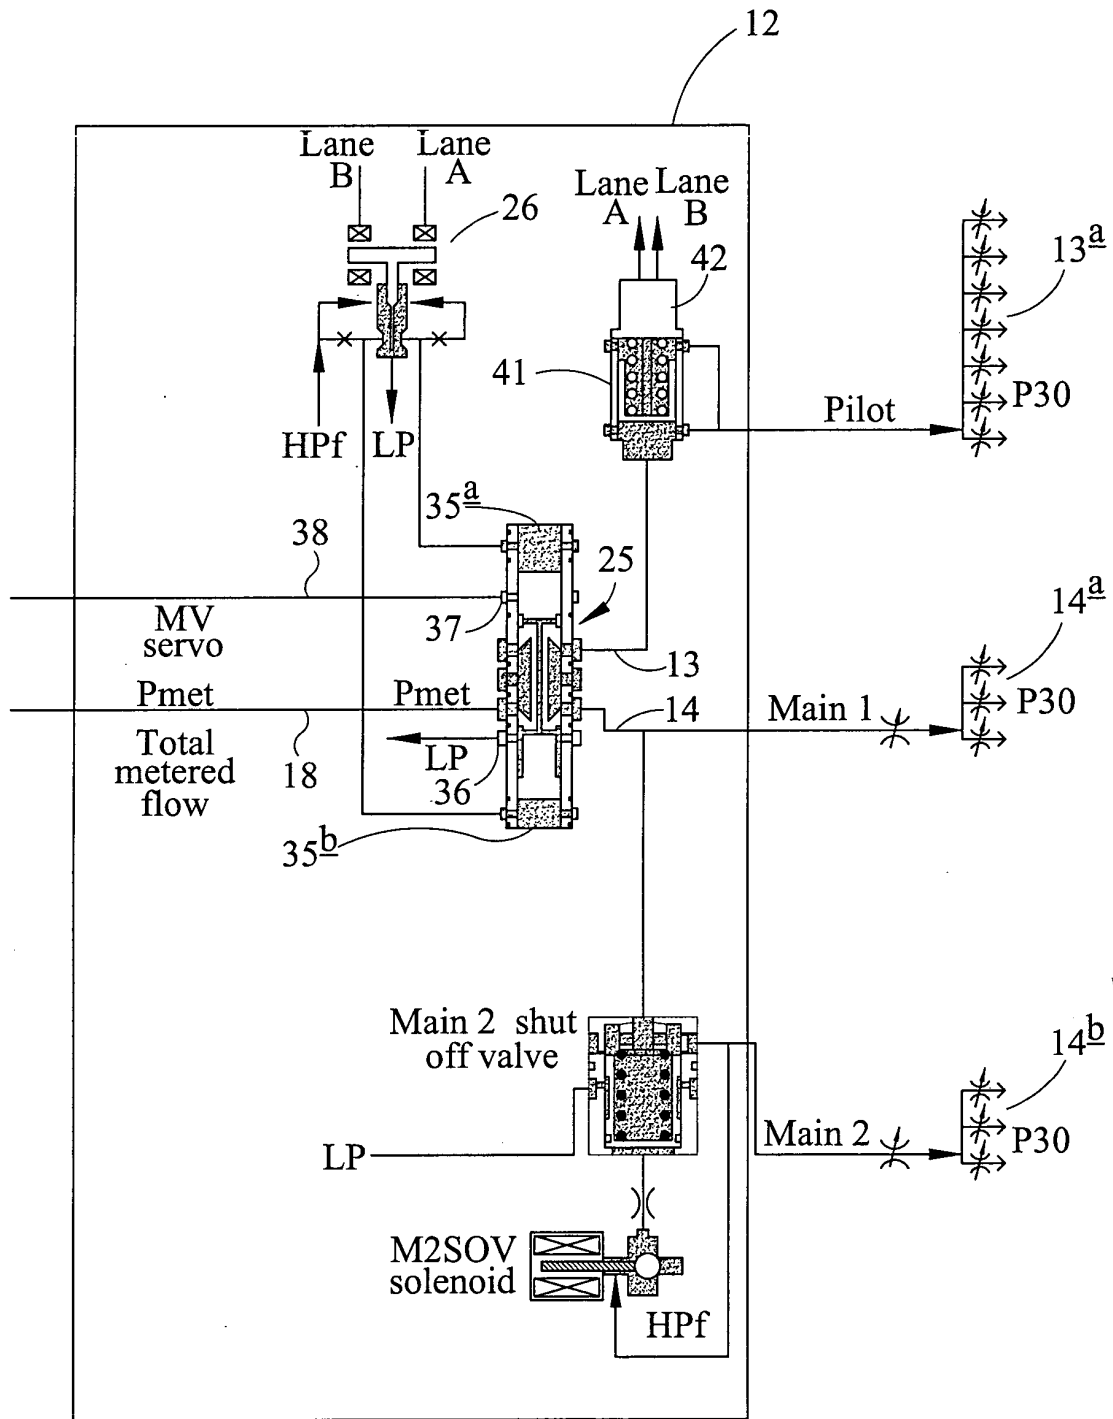 12
Lane
B
Lane
A
26
Lane
A
Lane
B
42
13a
41
P30
Pilot
HPf
LP
35a
38
25
14a
MV
servo
37
13
Pmet
Pmet
14
Main 1
P30
Total
metered
flow
18
LP
36
35b
Main 2 shut
off valve
14b
Main 2
P30
LP
M2SOV
solenoid
HPf